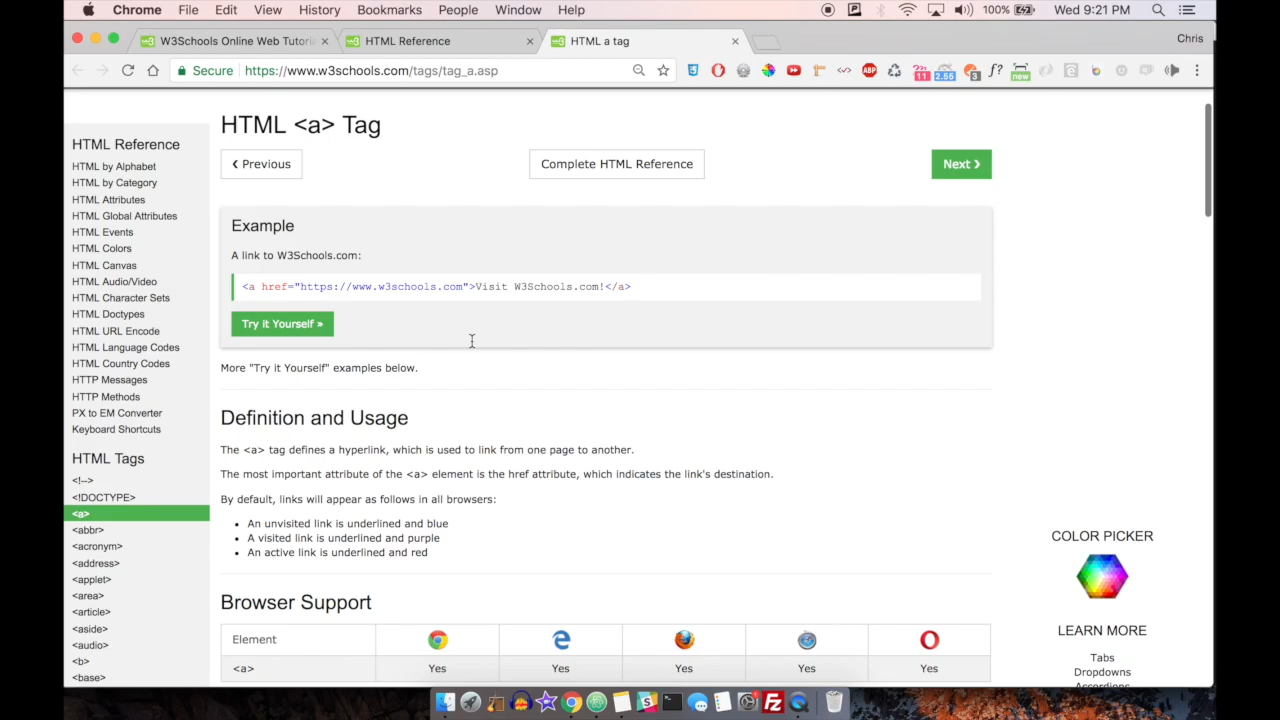 Chrome File Edit View History Bookmarks People Window Help 100% Wed 9:21 PM
W3Schools Online Web Tutoria × HTML Reference × HTML a tag × Chris
Secure https://www.w3schools.com/tags/tag_a.asp ABP 11 2.55 3 f? new
HTML <a> Tag
❮ Previous Complete HTML Reference Next ❯
HTML Reference
HTML by Alphabet
HTML by Category
HTML Attributes
HTML Global Attributes
HTML Events
HTML Colors
HTML Canvas
HTML Audio/Video
HTML Character Sets
HTML Doctypes
HTML URL Encode
HTML Language Codes
HTML Country Codes
HTTP Messages
HTTP Methods
PX to EM Converter
Keyboard Shortcuts
HTML Tags
<!-->
<!DOCTYPE>
<a>
<abbr>
<acronym>
<address>
<applet>
<area>
<article>
<aside>
<audio>
<b>
<base>
Example
A link to W3Schools.com:
<a href="https://www.w3schools.com">Visit W3Schools.com!</a>
Try it Yourself »
More "Try it Yourself" examples below.
Definition and Usage
The <a> tag defines a hyperlink, which is used to link from one page to another.
The most important attribute of the <a> element is the href attribute, which indicates the link's destination.
By default, links will appear as follows in all browsers:
• An unvisited link is underlined and blue
• A visited link is underlined and purple
• An active link is underlined and red
Browser Support
Element
<a> Yes Yes Yes Yes Yes
COLOR PICKER
LEARN MORE
Tabs
Dropdowns
Accordions